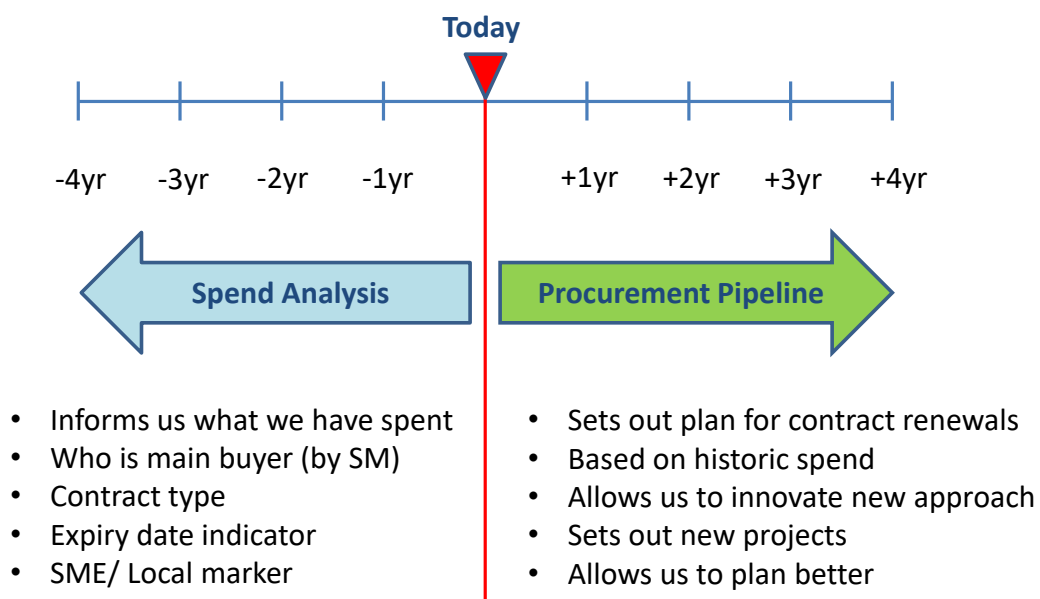 Today
-4yr -3yr -2yr -1yr +1yr +2yr +3yr +4yr
Spend Analysis
Procurement Pipeline
• Informs us what we have spent
• Who is main buyer (by SM)
• Contract type
• Expiry date indicator
• SME/ Local marker
• Sets out plan for contract renewals
• Based on historic spend
• Allows us to innovate new approach
• Sets out new projects
• Allows us to plan better